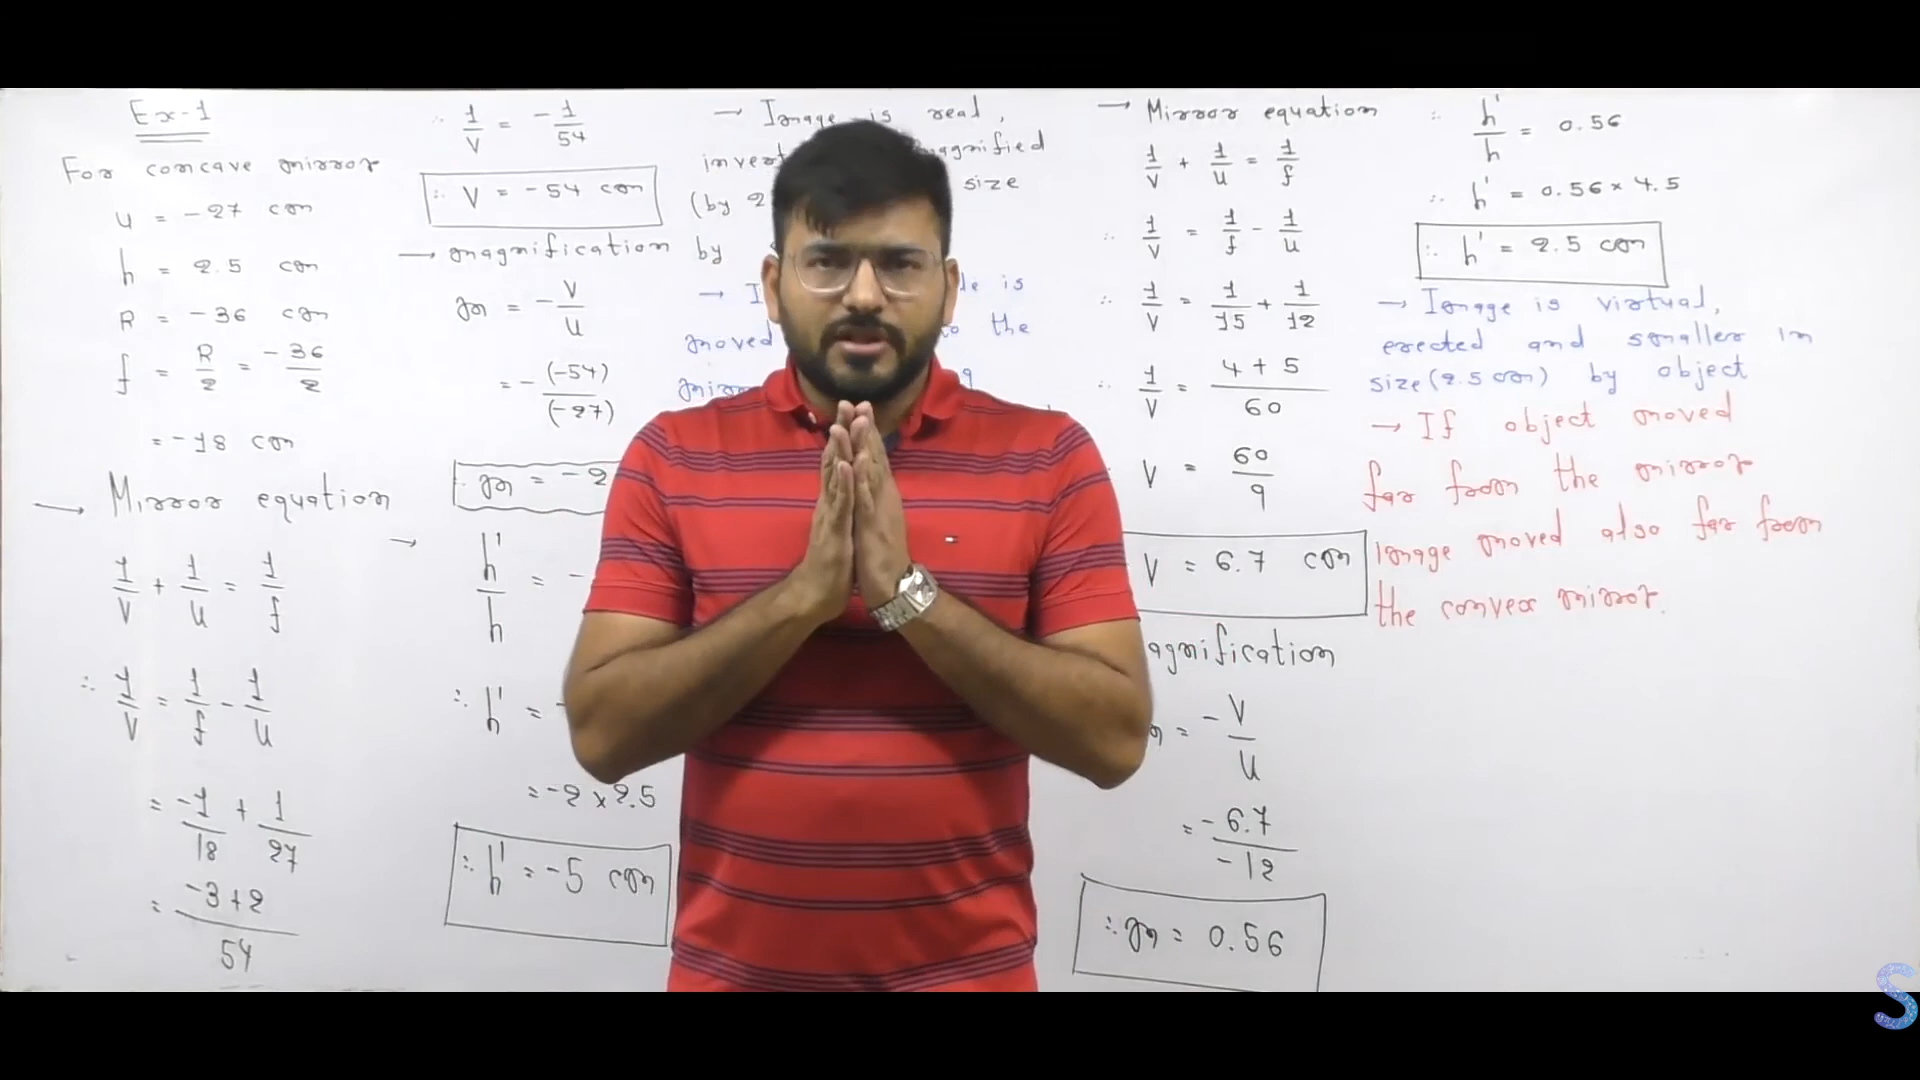 Ex-1
For concave mirror
u = -27 cm
h = 2.5 cm
R = -36 cm
f = R/2 = -36/2
= -18 cm
→ Mirror equation
1/v + 1/u = 1/f
∴ 1/v = 1/f - 1/u
= -1/18 + 1/27
= -3+2/54
∴ 1/v = -1/54
∴ v = -54 cm
→ magnification
m = -v/u
= -(-54)/(-27)
∴ m = -2
→ h'/h = -
∴ h' = -
= -2 × 2.5
∴ h' = -5 cm
→ Image is real,
size
(by 2
by
→
is
moved to the
→ Mirror equation
1/v + 1/u = 1/f
∴ 1/v = 1/f - 1/u
∴ 1/v = 1/15 + 1/12
∴ 1/v = 4+5/60
v = 60/9
v = 6.7 cm
= -v/u
= -6.7/-12
∴ m = 0.56
∴ h'/h = 0.56
∴ h' = 0.56 × 4.5
∴ h' = 2.5 cm
→ Image is virtual,
erected and smaller in
size (2.5 cm) by object
→ If object moved
far from the mirror
image moved also far from
the convex mirror.
S